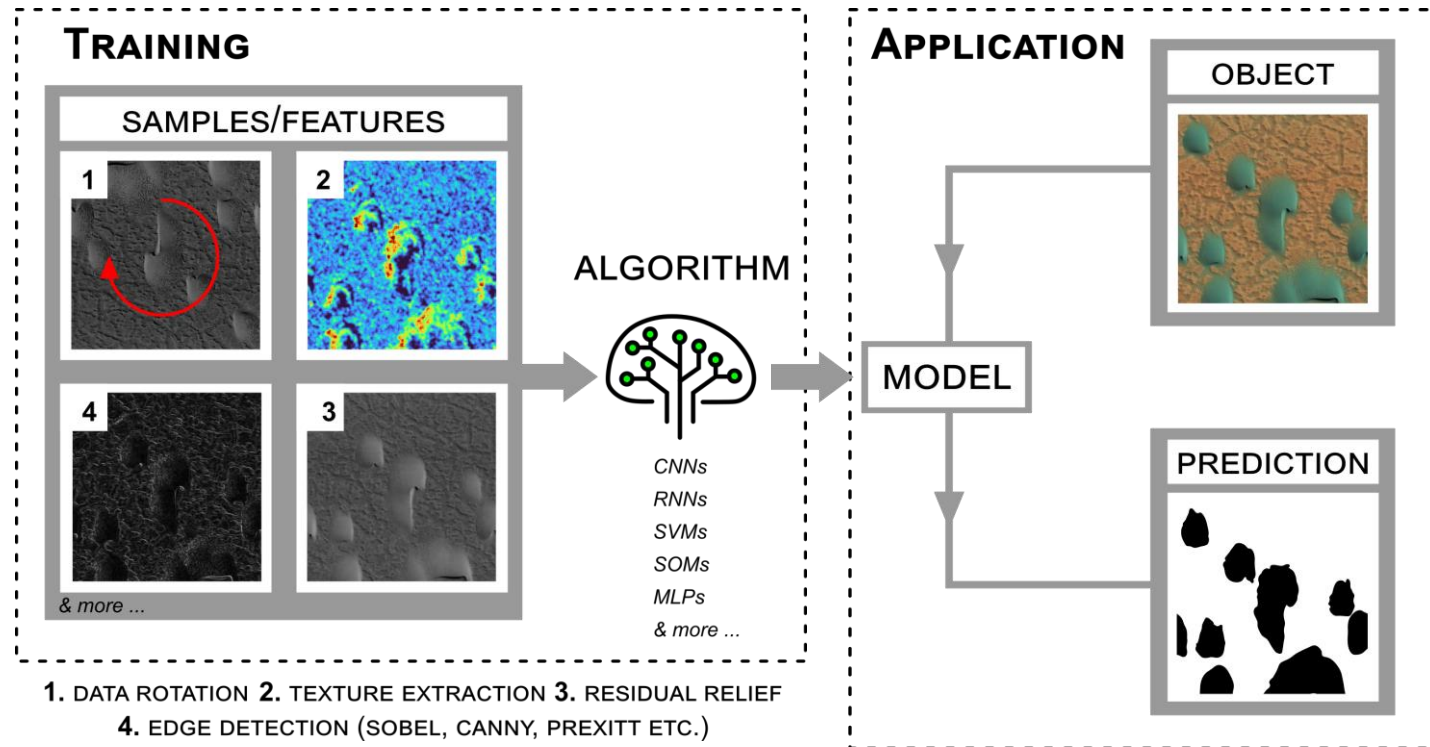 TRAINING
SAMPLES/FEATURES
1
2
4
3
& more ...
ALGORITHM
CNNs
RNNs
SVMs
SOMs
MLPs
& more ...
1. DATA ROTATION 2. TEXTURE EXTRACTION 3. RESIDUAL RELIEF
4. EDGE DETECTION (SOBEL, CANNY, PREXITT ETC.)
APPLICATION
OBJECT
MODEL
PREDICTION